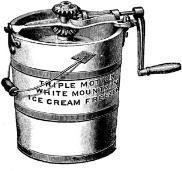 TRIPLE MOTION
WHITE MOUNTAIN
ICE CREAM FREEZER